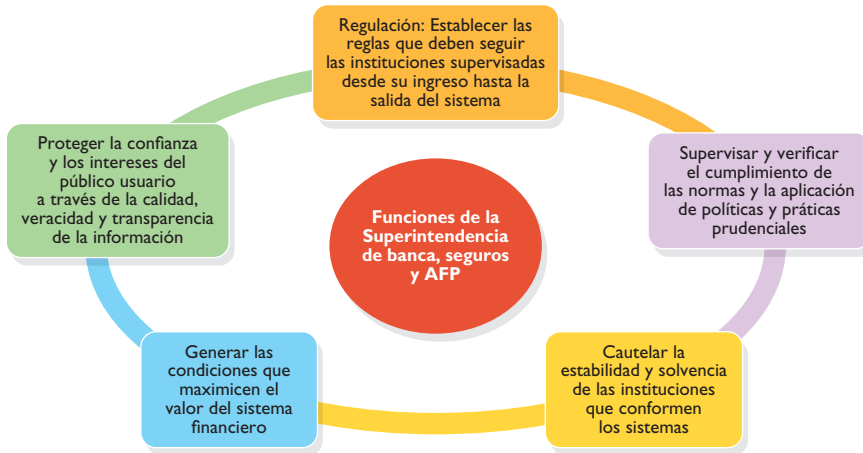 Regulación: Establecer las
reglas que deben seguir
las instituciones supervisadas
desde su ingreso hasta la
salida del sistema
Proteger la confianza
y los intereses del
público usuario
a través de la calidad,
veracidad y transparencia
de la información
Supervisar y verificar
el cumplimiento de
las normas y la aplicación
de políticas y práticas
prudenciales
Funciones de la
Superintendencia
de banca, seguros
y AFP
Generar las
condiciones que
maximicen el
valor del sistema
financiero
Cautelar la
estabilidad y solvencia
de las instituciones
que conformen
los sistemas